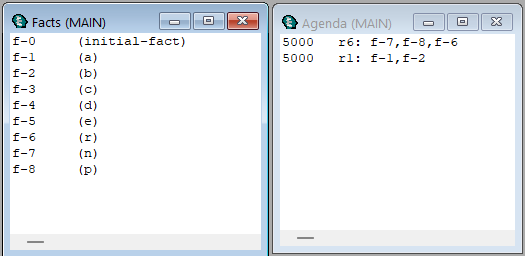 Facts (MAIN)
f-0 (initial-fact)
f-1 (a)
f-2 (b)
f-3 (c)
f-4 (d)
f-5 (e)
f-6 (r)
f-7 (n)
f-8 (p)
Agenda (MAIN)
5000 r6: f-7,f-8,f-6
5000 r1: f-1,f-2